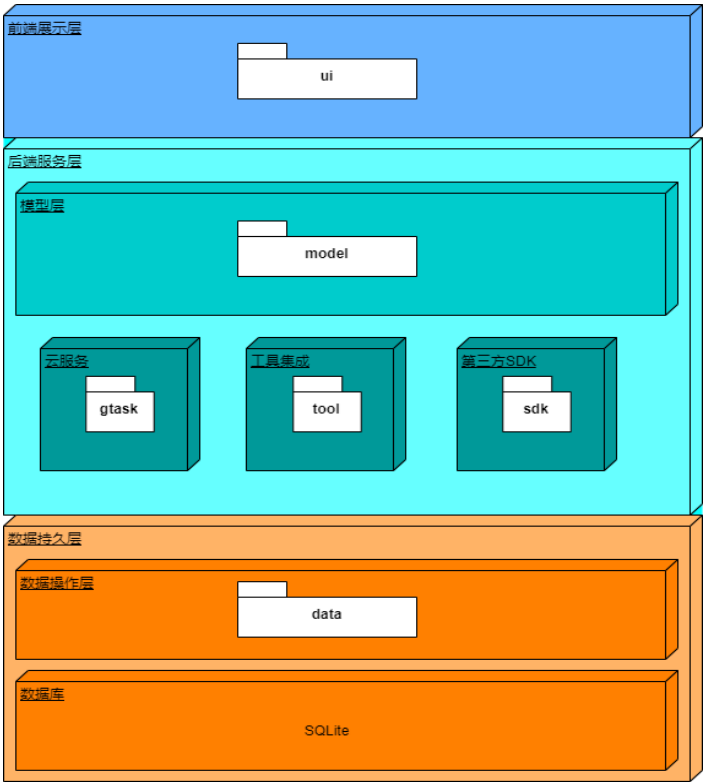 前端展示层
ui
后端服务层
模型层
model
云服务
gtask
工具集成
tool
第三方SDK
sdk
数据持久层
数据操作层
data
数据库
SQLite